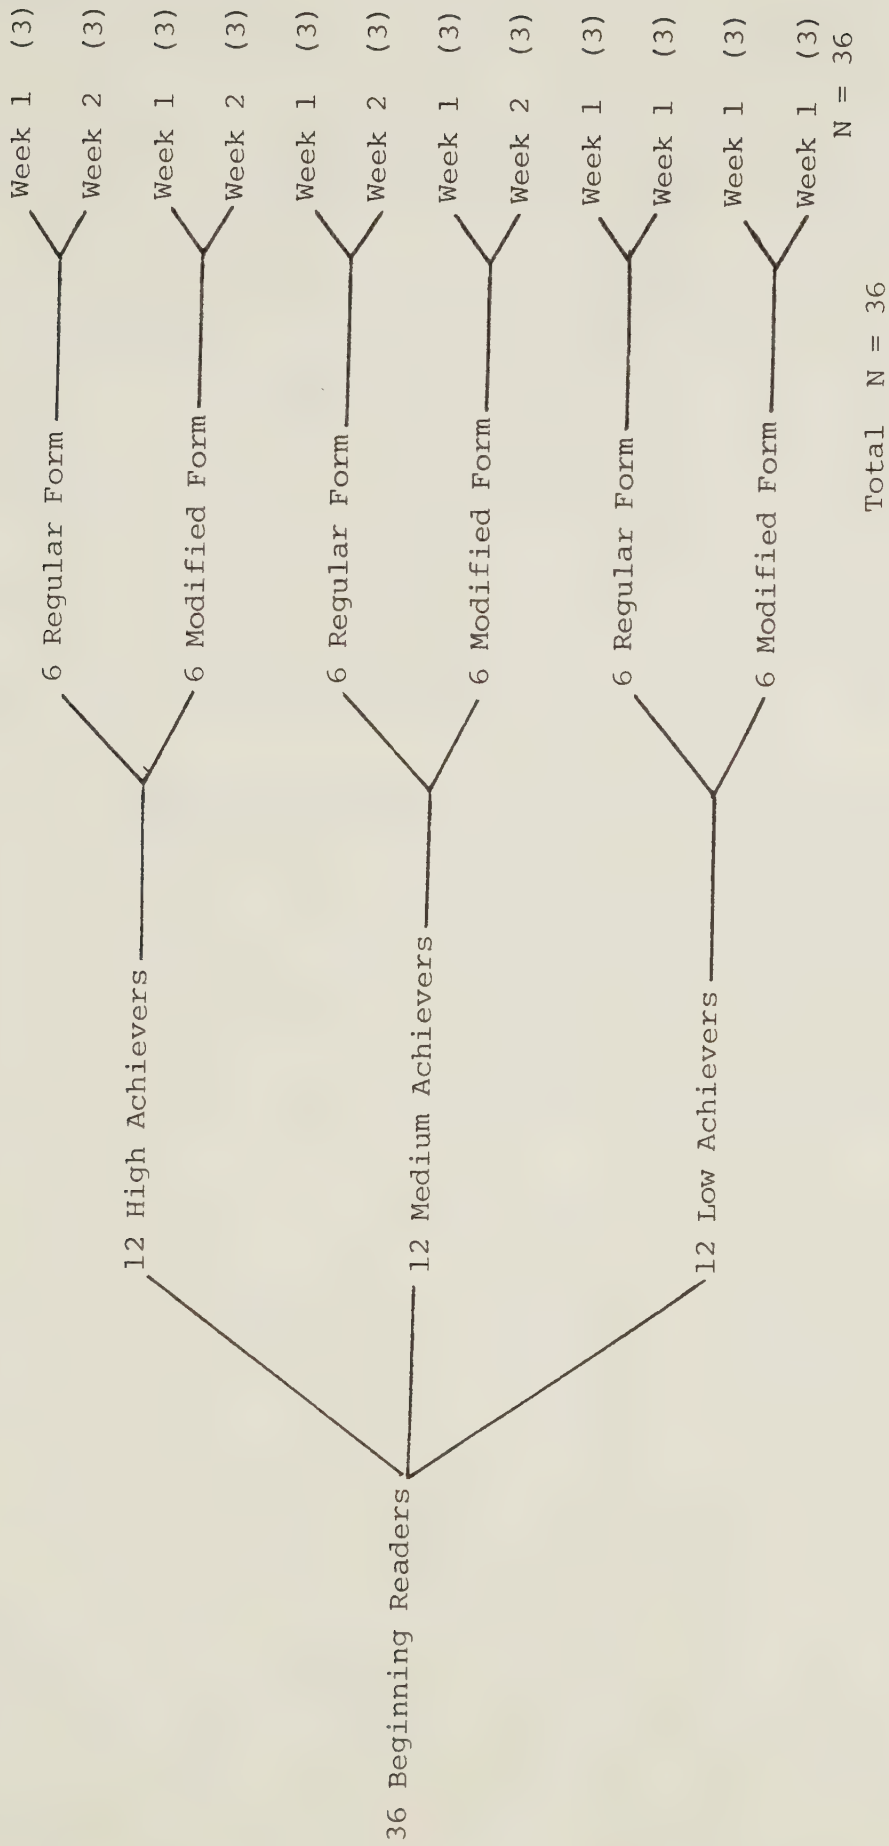 36 Beginning Readers
12 High Achievers
6 Regular Form
Week 1 (3)
Week 2 (3)
6 Modified Form
Week 1 (3)
Week 2 (3)
12 Medium Achievers
6 Regular Form
Week 1 (3)
Week 2 (3)
6 Modified Form
Week 1 (3)
Week 2 (3)
12 Low Achievers
6 Regular Form
Week 1 (3)
Week 1 (3)
6 Modified Form
Week 1 (3)
Week 1 (3)
N = 36
Total N = 36